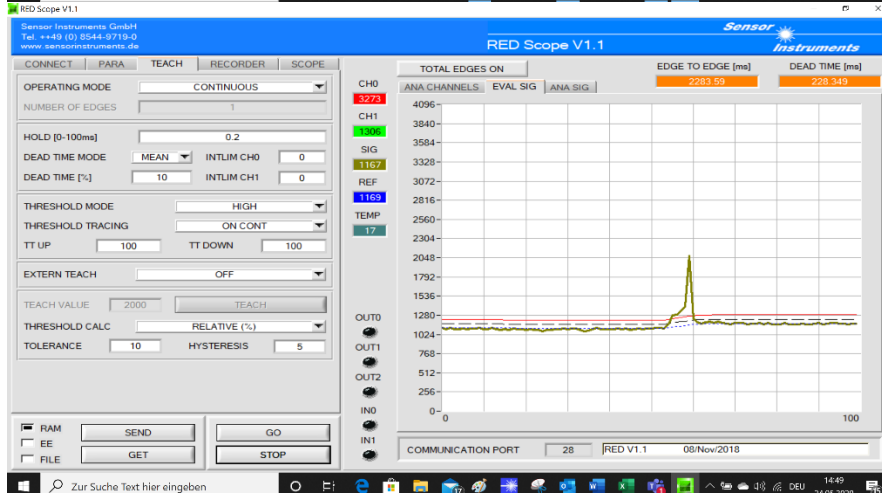 RED Scope V1.1
Sensor Instruments GmbH
Tel. ++49 (0) 8544-9719-0
www.sensorinstruments.de
RED Scope V1.1
Sensor
Instruments
CONNECT PARA TEACH RECORDER SCOPE
OPERATING MODE CONTINUOUS
NUMBER OF EDGES 1
HOLD [0-100ms] 0.2
DEAD TIME MODE MEAN INTLIM CH0 0
DEAD TIME [%] 10 INTLIM CH1 0
THRESHOLD MODE HIGH
THRESHOLD TRACING ON CONT
TT UP 100 TT DOWN 100
EXTERN TEACH OFF
TEACH VALUE 2000 TEACH
THRESHOLD CALC RELATIVE (%)
TOLERANCE 10 HYSTERESIS 5
RAM
EE
FILE
SEND GO
GET STOP
CH0
3273
CH1
1306
SIG
1167
REF
1169
TEMP
17
OUT0
OUT1
OUT2
IN0
IN1
TOTAL EDGES ON
EDGE TO EDGE [ms] DEAD TIME [ms]
2283.59 228.349
ANA CHANNELS EVAL SIG ANA SIG
4096
3840
3584
3328
3072
2816
2560
2304
2048
1792
1536
1280
1024
768
512
256
0
0 100
COMMUNICATION PORT 28 RED V1.1 08/Nov/2018
Zur Suche Text hier eingeben
17
DEU
14:49
24.06.2020